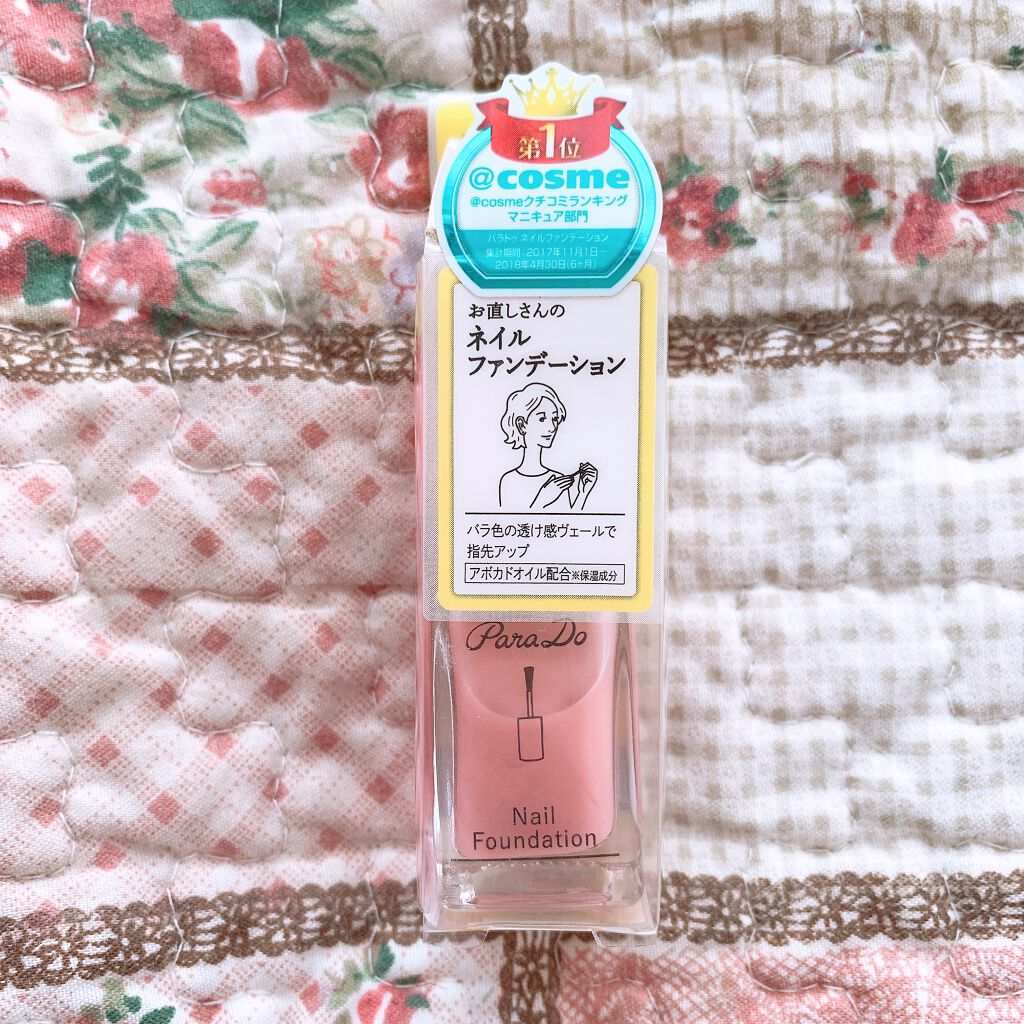 第1位
@cosme
@cosmeクチコミランキング
マニキュア部門
パラドゥ ネイルファンデーション
集計期間：2017年11月1日～
2018年4月30日(6ヶ月)
お直しさんの
ネイル
ファンデーション
バラ色の透け感ヴェールで
指先アップ
アボカドオイル配合※保湿成分
ParaDo
Nail
Foundation